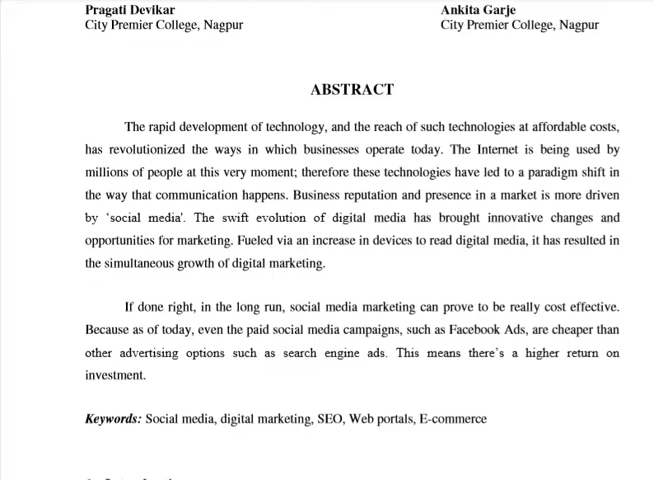 Pragati Devikar Ankita Garje
City Premier College, Nagpur City Premier College, Nagpur
ABSTRACT
The rapid development of technology, and the reach of such technologies at affordable costs,
has revolutionized the ways in which businesses operate today. The Internet is being used by
millions of people at this very moment; therefore these technologies have led to a paradigm shift in
the way that communication happens. Business reputation and presence in a market is more driven
by ‘social media'. The swift evolution of digital media has brought innovative changes and
opportunities for marketing. Fueled via an increase in devices to read digital media, it has resulted in
the simultaneous growth of digital marketing.
If done right, in the long run, social media marketing can prove to be really cost effective.
Because as of today, even the paid social media campaigns, such as Facebook Ads, are cheaper than
other advertising options such as search engine ads. This means there’s a higher return on
investment.
Keywords: Social media, digital marketing, SEO, Web portals, E-commerce